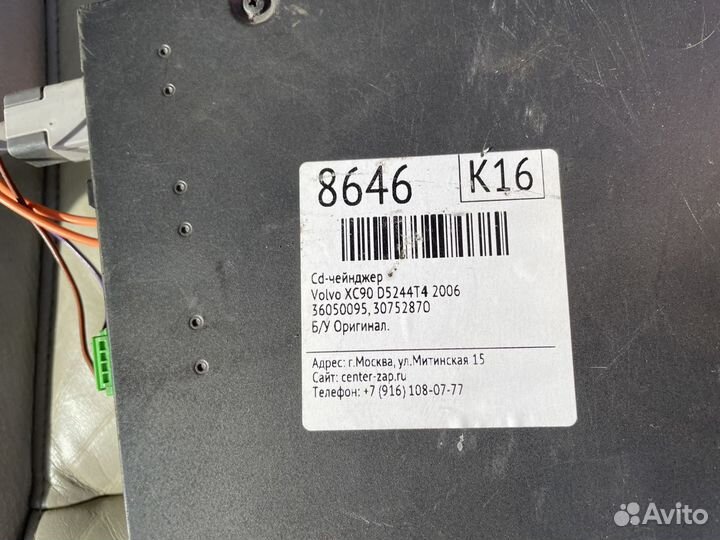 8646 K16
Cd-чейнджер
Volvo XC90 D5244T4 2006
36050095, 30752870
Б/У Оригинал.
Адрес: г.Москва, ул.Митинская 15
Сайт: center-zap.ru
Телефон: +7 (916) 108-07-77
Avito